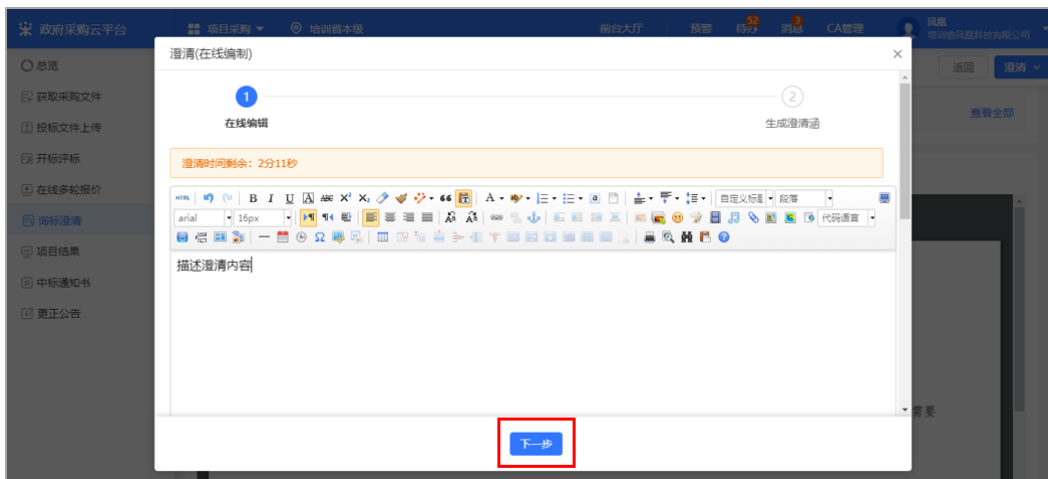 政府采购云平台
项目采购
培训省本级
前台大厅
预警
待办
52
消息
3
CA管理
凤凰
培训省凤凰科技有限公司
总览
获取采购文件
投标文件上传
开标评标
在线多轮报价
询标澄清
项目结果
中标通知书
更正公告
返回
澄清
查看全部
澄清(在线编制)
1
2
在线编辑
生成澄清函
澄清时间剩余：2分11秒
HTML
自定义标题
段落
arial
16px
代码语言
描述澄清内容
需要
下一步